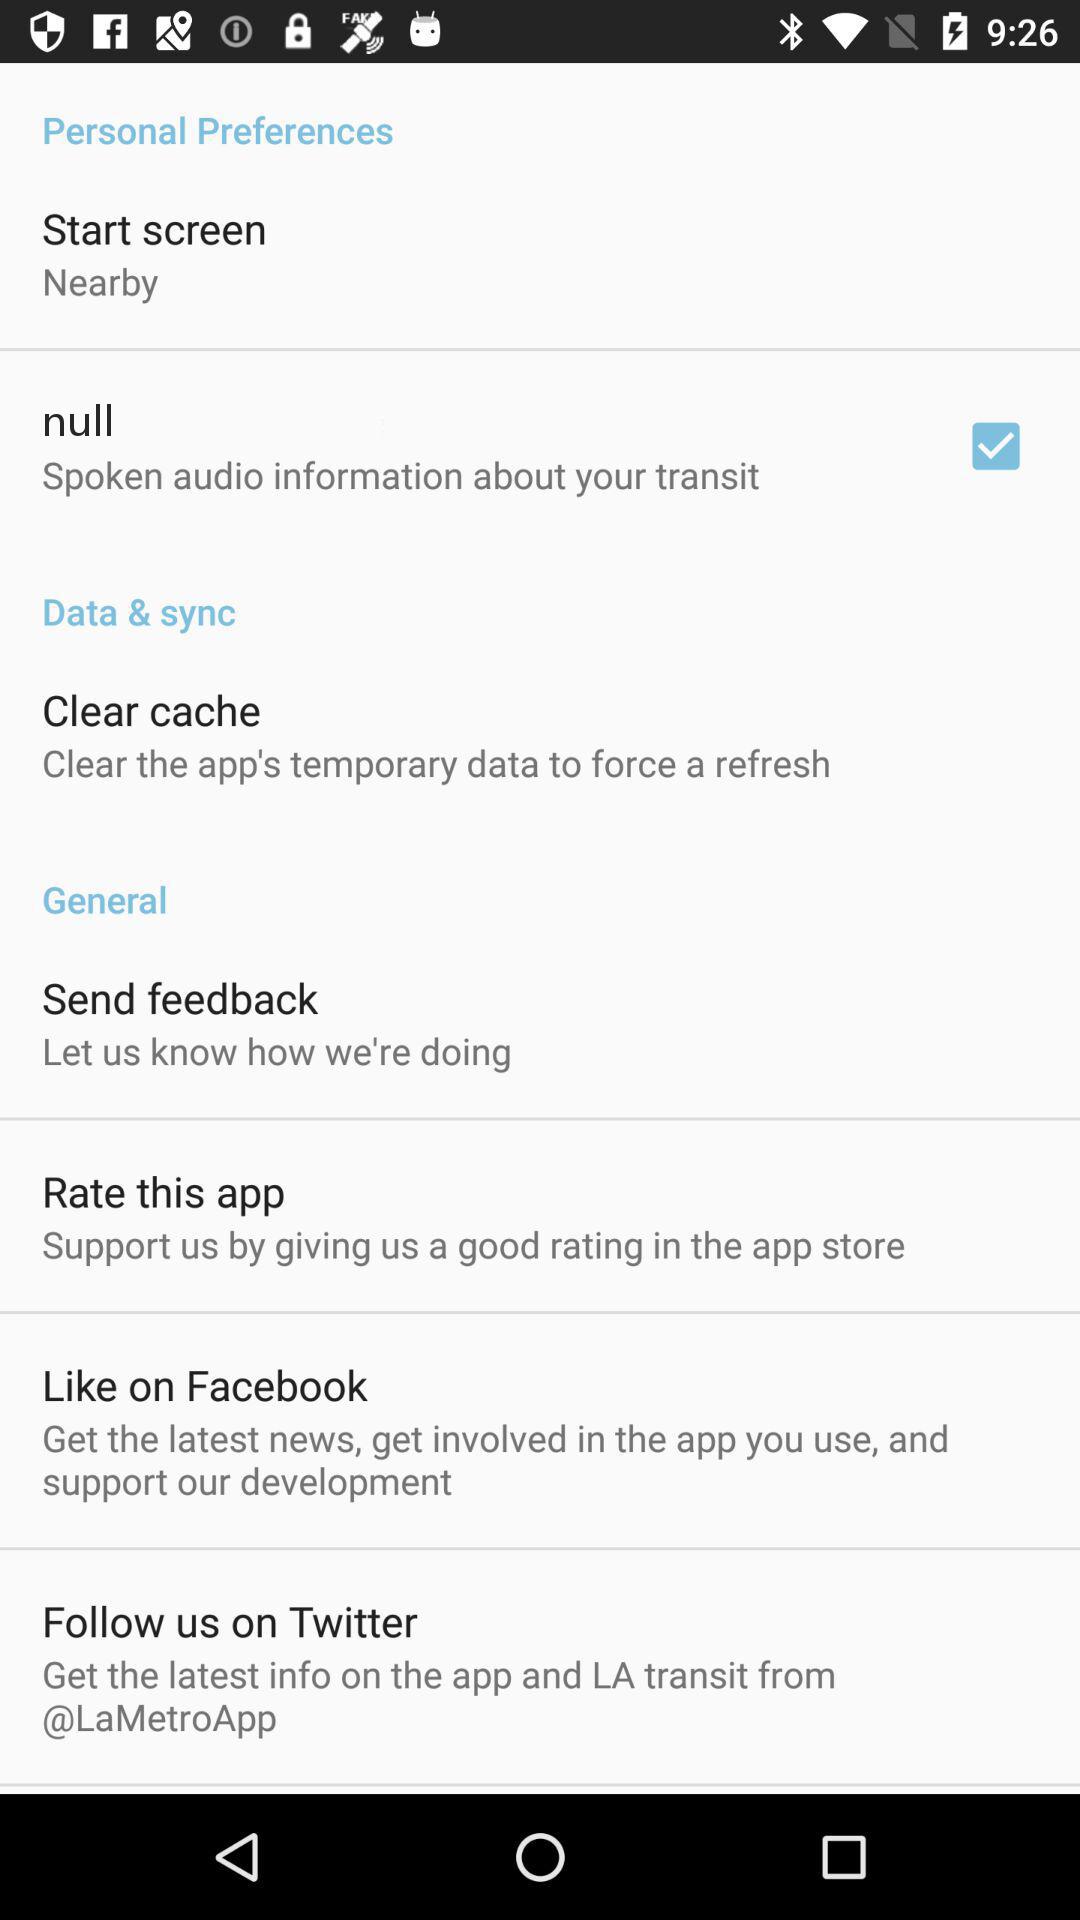 FAKE
9:26
Personal Preferences
Start screen
Nearby
null
Spoken audio information about your transit
Data & sync
Clear cache
Clear the app's temporary data to force a refresh
General
Send feedback
Let us know how we're doing
Rate this app
Support us by giving us a good rating in the app store
Like on Facebook
Get the latest news, get involved in the app you use, and
support our development
Follow us on Twitter
Get the latest info on the app and LA transit from
@LaMetroApp